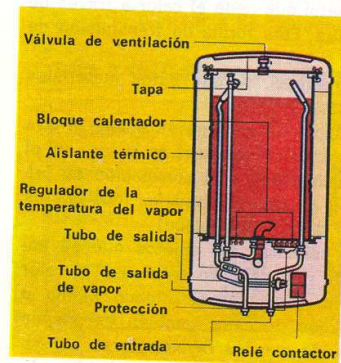 Válvula de ventilación
Tapa
Bloque calentador
Aislante térmico
Regulador de la
temperatura del vapor
Tubo de salida
Tubo de salida
de vapor
Protección
Tubo de entrada
Relé contactor